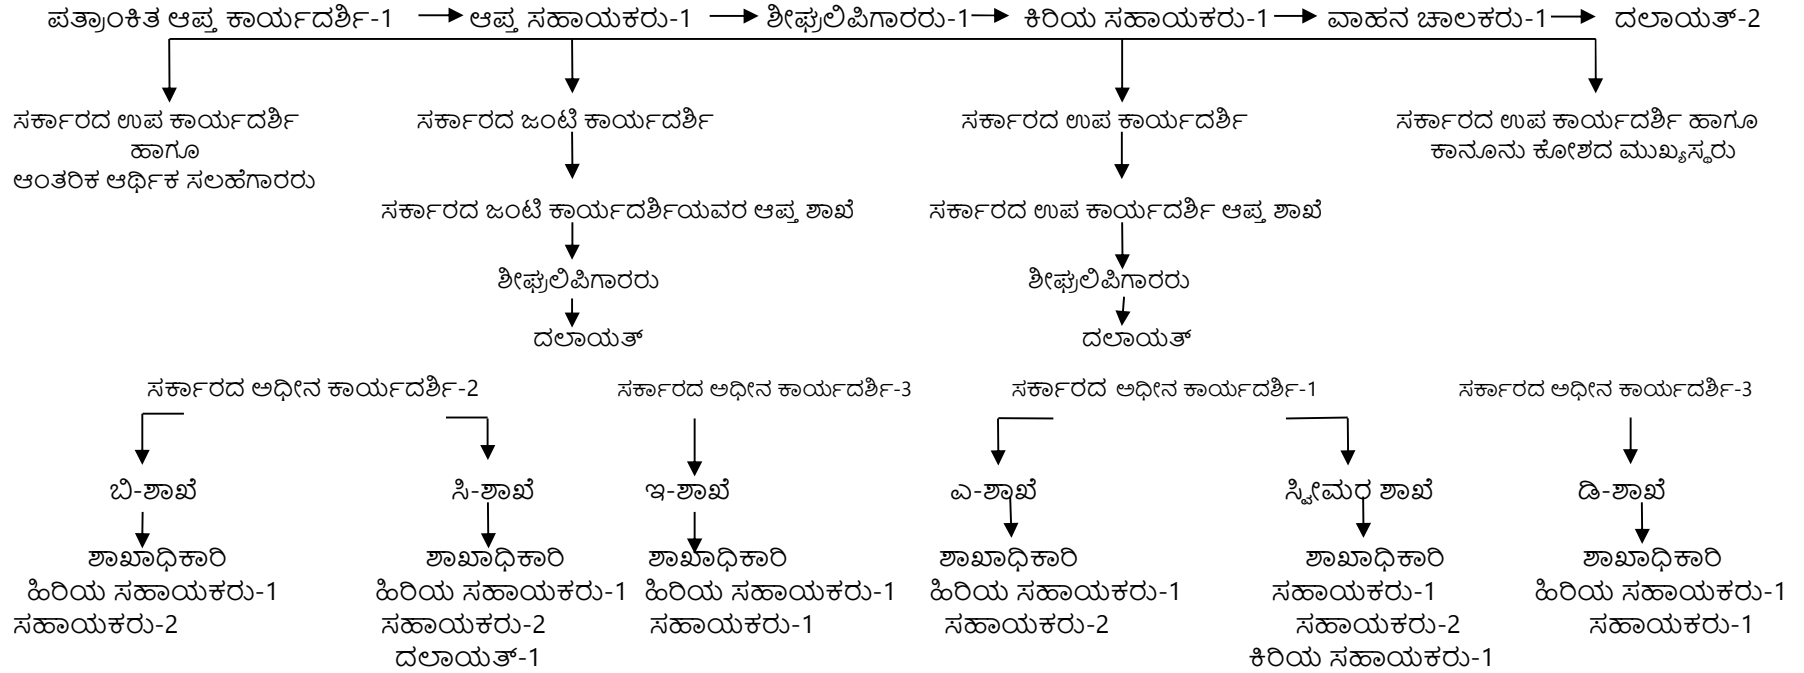 ಪತ್ರಾಂಕಿತ ಆಪ್ತ ಕಾರ್ಯದರ್ಶಿ-1 ಆಪ್ತ ಸಹಾಯಕರು-1 ಶೀಘ್ರಲಿಪಿಗಾರರು-1 ಕಿರಿಯ ಸಹಾಯಕರು-1 ವಾಹನ ಚಾಲಕರು-1 ದಲಾಯತ್-2
ಸರ್ಕಾರದ ಉಪ ಕಾರ್ಯದರ್ಶಿ
ಹಾಗೂ
ಆಂತರಿಕ ಆರ್ಥಿಕ ಸಲಹೆಗಾರರು
ಸರ್ಕಾರದ ಜಂಟಿ ಕಾರ್ಯದರ್ಶಿ
ಸರ್ಕಾರದ ಉಪ ಕಾರ್ಯದರ್ಶಿ
ಸರ್ಕಾರದ ಉಪ ಕಾರ್ಯದರ್ಶಿ ಹಾಗೂ
ಕಾನೂನು ಕೋಶದ ಮುಖ್ಯಸ್ಥರು
ಸರ್ಕಾರದ ಜಂಟಿ ಕಾರ್ಯದರ್ಶಿಯವರ ಆಪ್ತ ಶಾಖೆ
ಸರ್ಕಾರದ ಉಪ ಕಾರ್ಯದರ್ಶಿ ಆಪ್ತ ಶಾಖೆ
ಶೀಘ್ರಲಿಪಿಗಾರರು
ಶೀಘ್ರಲಿಪಿಗಾರರು
ದಲಾಯತ್
ದಲಾಯತ್
ಸರ್ಕಾರದ ಅಧೀನ ಕಾರ್ಯದರ್ಶಿ-2
ಸರ್ಕಾರದ ಅಧೀನ ಕಾರ್ಯದರ್ಶಿ-3
ಸರ್ಕಾರದ ಅಧೀನ ಕಾರ್ಯದರ್ಶಿ-1
ಸರ್ಕಾರದ ಅಧೀನ ಕಾರ್ಯದರ್ಶಿ-3
ಬಿ-ಶಾಖೆ
ಸಿ-ಶಾಖೆ
ಇ-ಶಾಖೆ
ಎ-ಶಾಖೆ
ಸ್ವೀಮರ ಶಾಖೆ
ಡಿ-ಶಾಖೆ
ಶಾಖಾಧಿಕಾರಿ
ಹಿರಿಯ ಸಹಾಯಕರು-1
ಸಹಾಯಕರು-2
ಶಾಖಾಧಿಕಾರಿ
ಹಿರಿಯ ಸಹಾಯಕರು-1
ಸಹಾಯಕರು-2
ದಲಾಯತ್-1
ಶಾಖಾಧಿಕಾರಿ
ಹಿರಿಯ ಸಹಾಯಕರು-1
ಸಹಾಯಕರು-1
ಶಾಖಾಧಿಕಾರಿ
ಹಿರಿಯ ಸಹಾಯಕರು-1
ಸಹಾಯಕರು-2
ಶಾಖಾಧಿಕಾರಿ
ಸಹಾಯಕರು-1
ಸಹಾಯಕರು-2
ಕಿರಿಯ ಸಹಾಯಕರು-1
ಶಾಖಾಧಿಕಾರಿ
ಹಿರಿಯ ಸಹಾಯಕರು-1
ಸಹಾಯಕರು-1